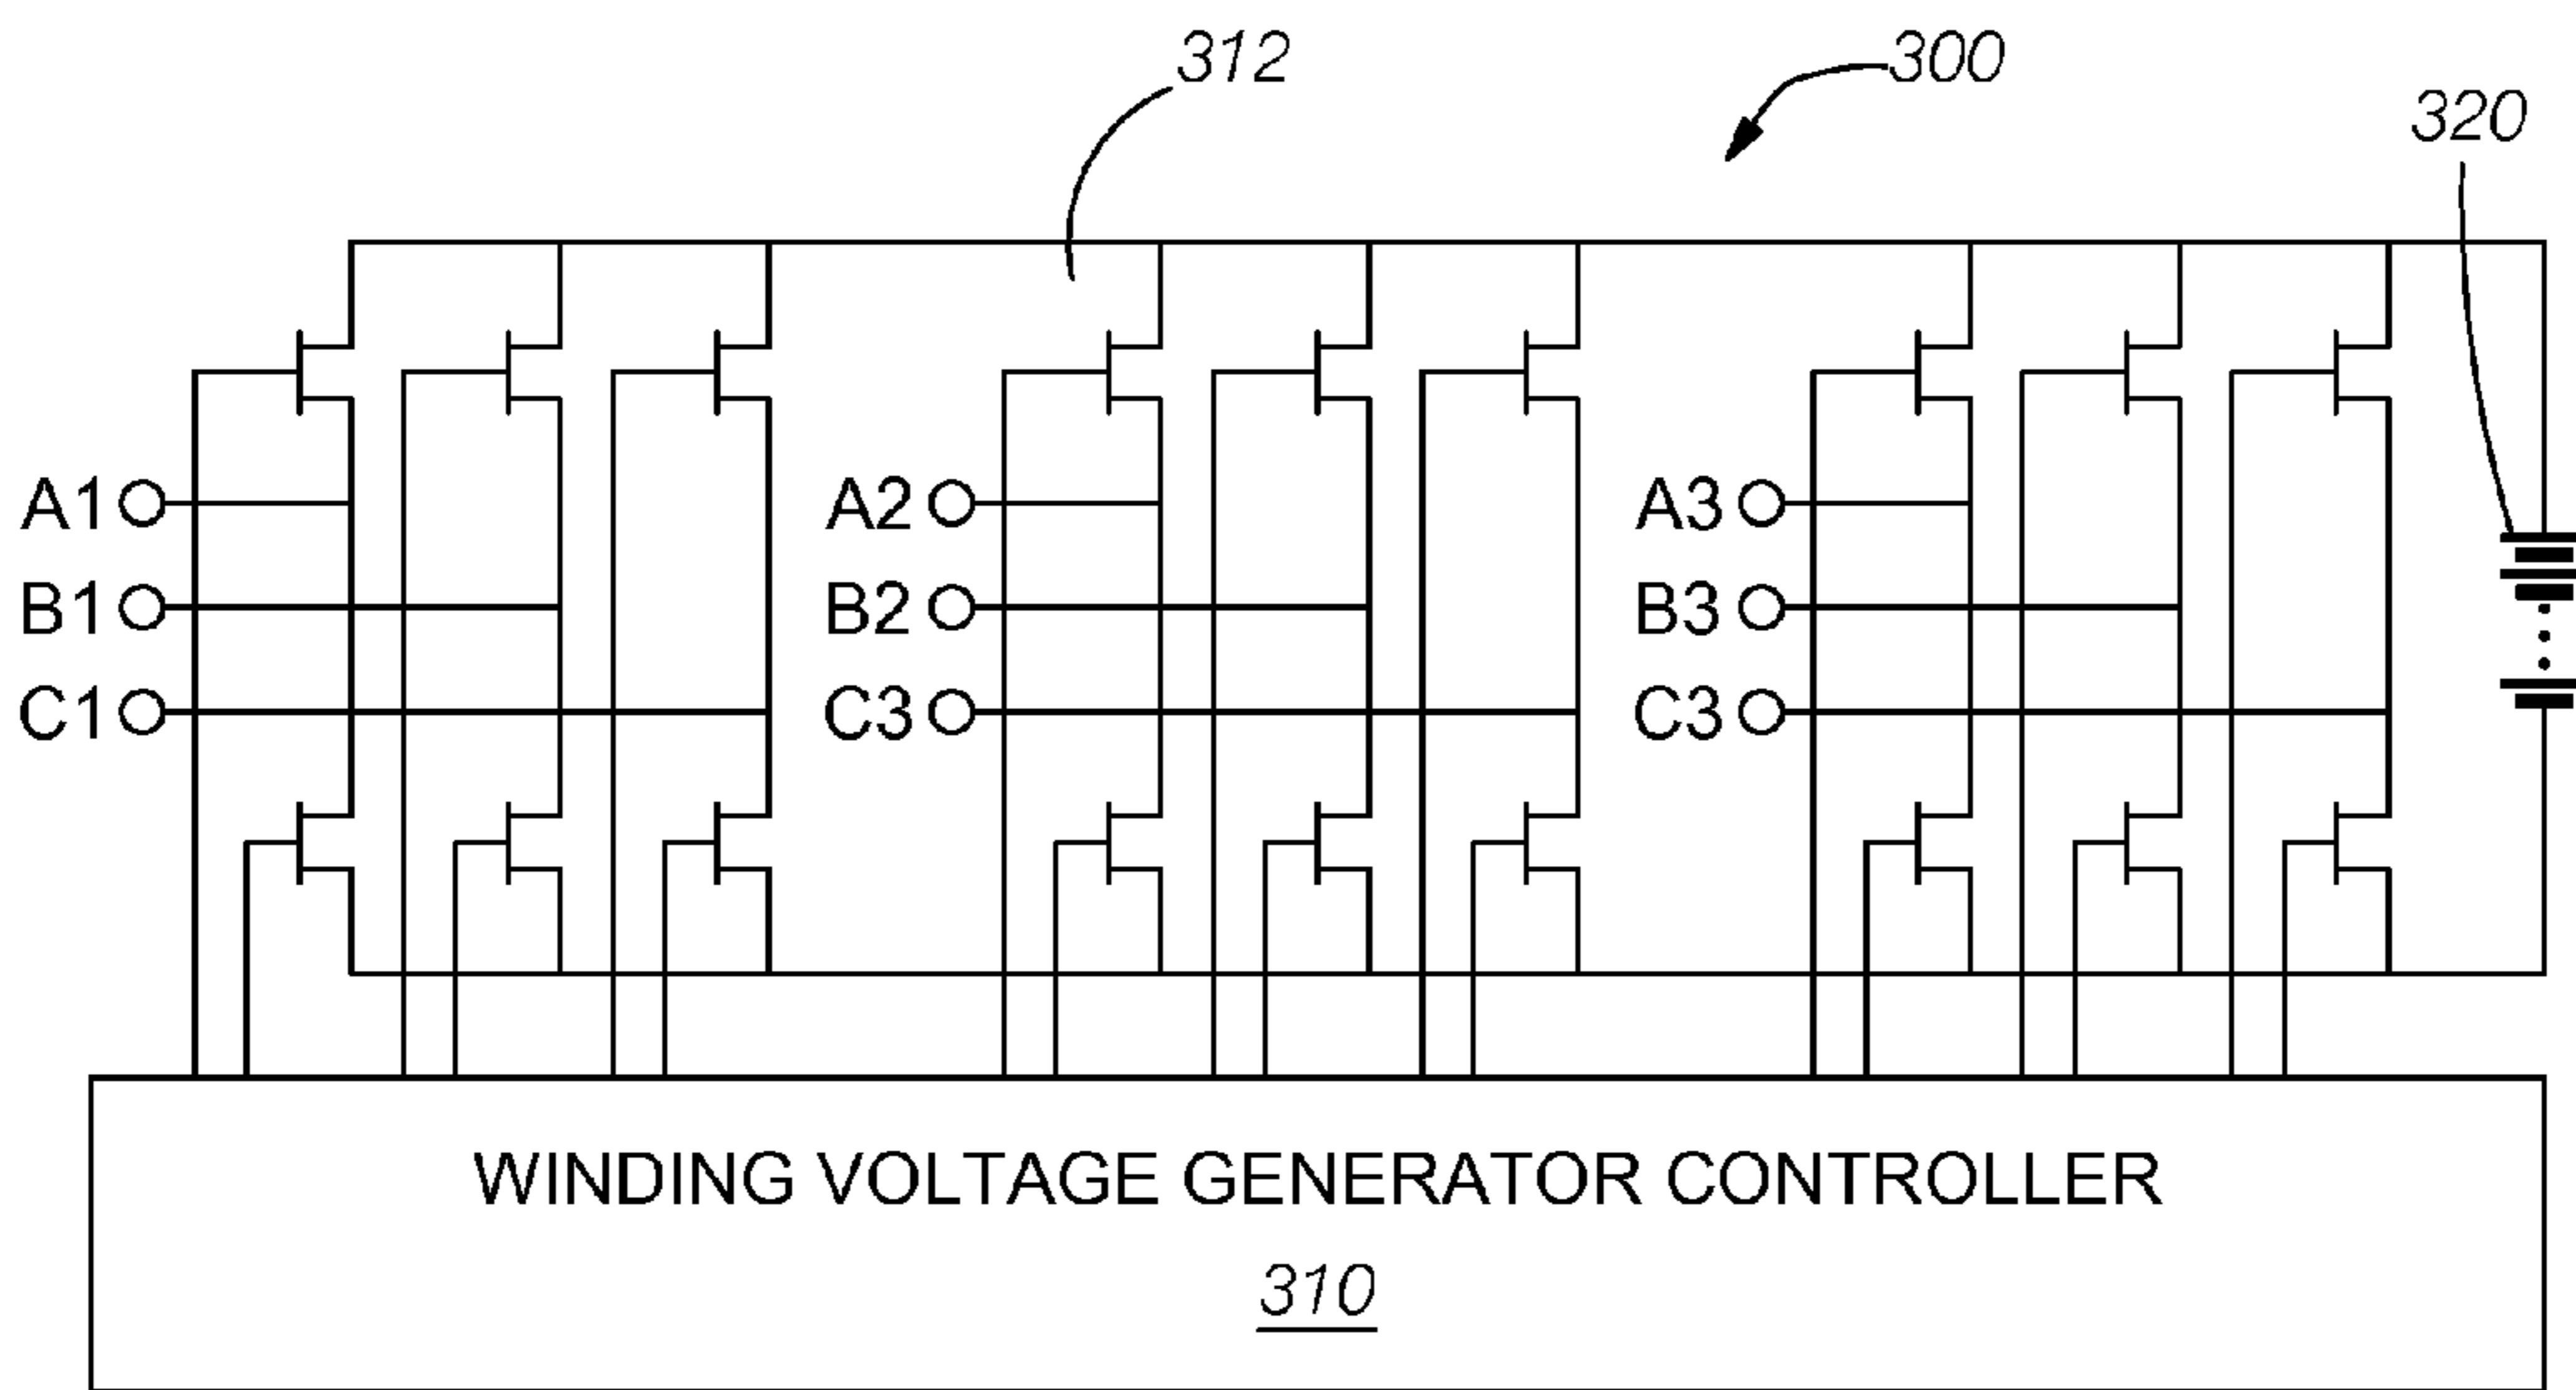 312
300
320
A1
A2
A3
B1
B2
B3
C1
C3
C3
WINDING VOLTAGE GENERATOR CONTROLLER
310